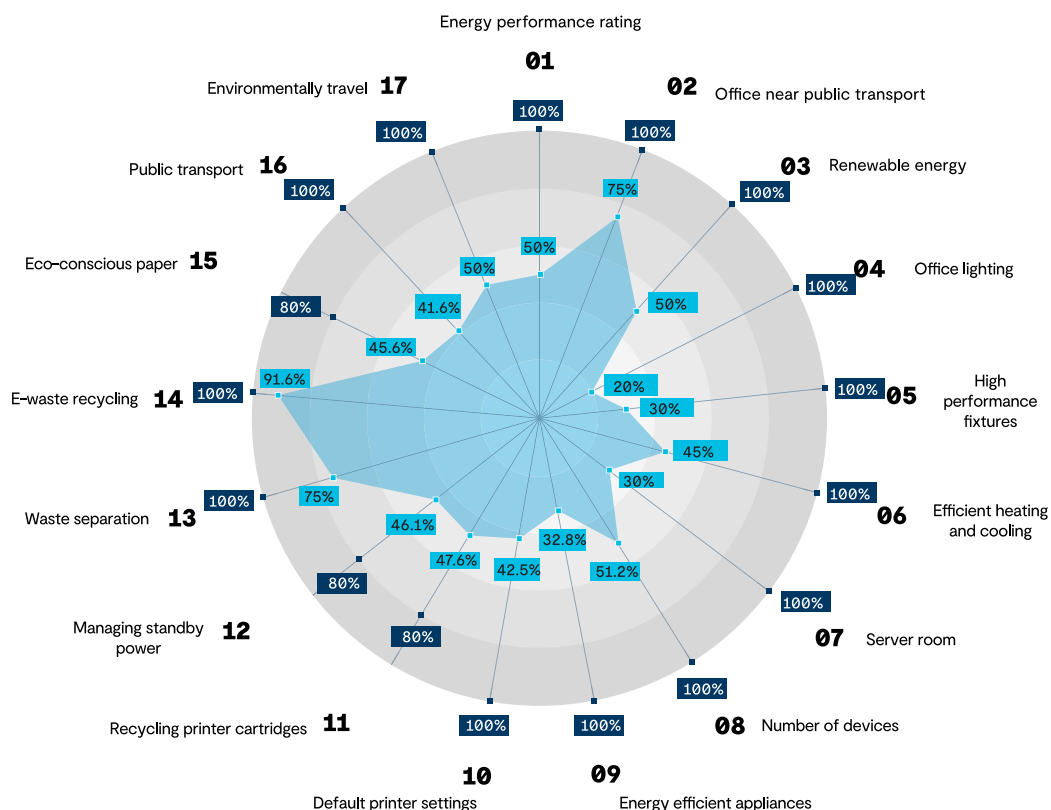 Energy performance rating
01
100%
50%
02
Office near public transport
100%
75%
03
Renewable energy
100%
50%
04
Office lighting
100%
20%
05
High
performance
fixtures
100%
30%
06
Efficient heating
and cooling
100%
45%
07
Server room
100%
30%
08
Number of devices
100%
51.2%
09
Energy efficient appliances
100%
32.8%
10
Default printer settings
100%
42.5%
11
Recycling printer cartridges
80%
47.6%
12
Managing standby
power
80%
46.1%
13
Waste separation
100%
75%
14
E-waste recycling
100%
91.6%
15
Eco-conscious paper
80%
45.6%
16
Public transport
100%
41.6%
17
Environmentally travel
100%
50%